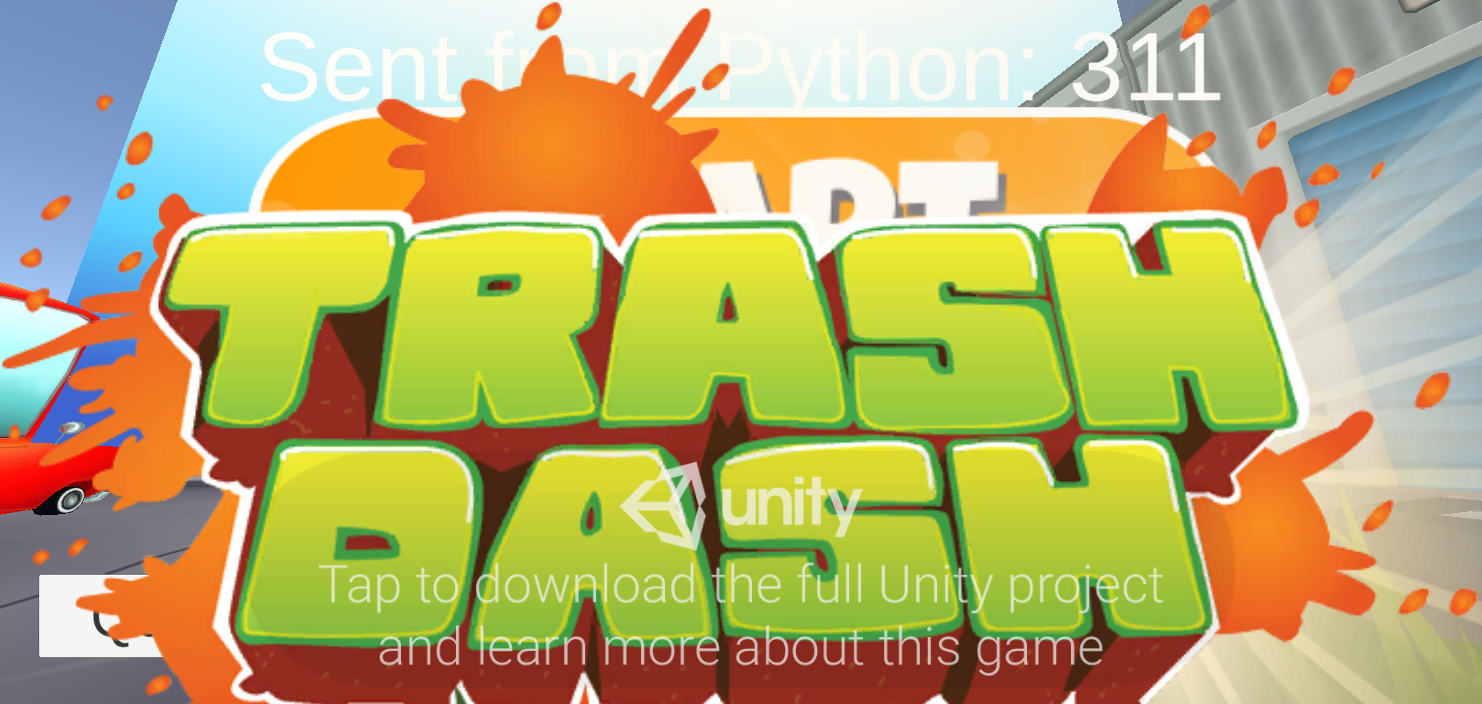 Sent from Python: 311
TRASH
DASH
unity
Tap to download the full Unity project
and learn more about this game